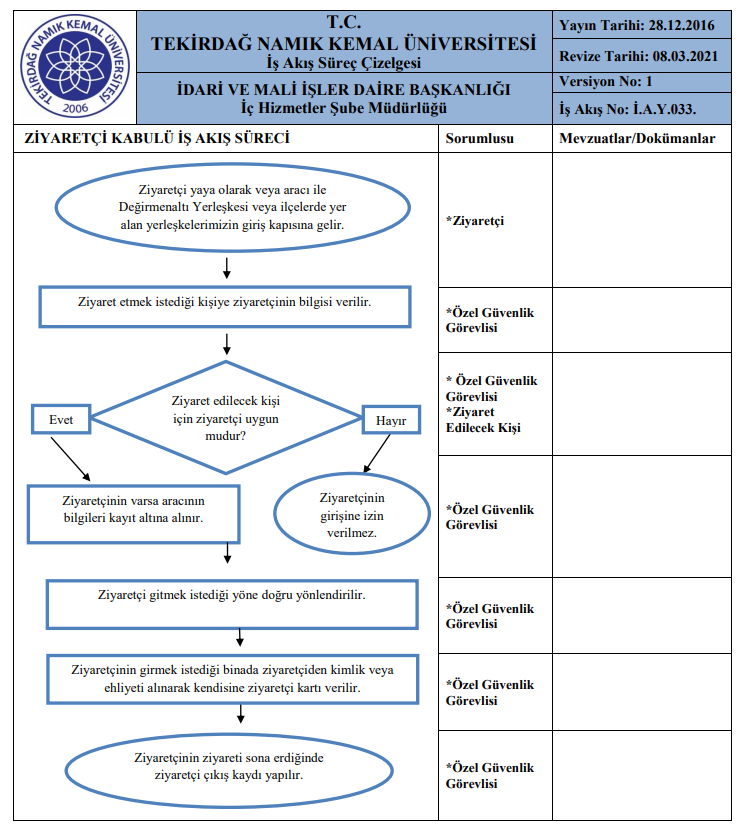 TEKİRDAĞ NAMIK KEMAL ÜNİVERSİTESİ
2006
T.C.
TEKİRDAĞ NAMIK KEMAL ÜNİVERSİTESİ
İş Akış Süreç Çizelgesi
İDARİ VE MALİ İŞLER DAİRE BAŞKANLIĞI
İç Hizmetler Şube Müdürlüğü
Yayın Tarihi: 28.12.2016
Revize Tarihi: 08.03.2021
Versiyon No: 1
İş Akış No: İ.A.Y.033.
ZİYARETÇİ KABULÜ İŞ AKIŞ SÜRECİ
Sorumlusu
Mevzuatlar/Dokümanlar
Ziyaretçi yaya olarak veya aracı ile
Değirmenaltı Yerleşkesi veya ilçelerde yer
alan yerleşkelerimizin giriş kapısına gelir.
*Ziyaretçi
Ziyaret etmek istediği kişiye ziyaretçinin bilgisi verilir.
*Özel Güvenlik
Görevlisi
Ziyaret edilecek kişi
için ziyaretçi uygun
mudur?
Evet
Hayır
* Özel Güvenlik
Görevlisi
*Ziyaret
Edilecek Kişi
Ziyaretçinin varsa aracının
bilgileri kayıt altına alınır.
Ziyaretçinin
girişine izin
verilmez.
*Özel Güvenlik
Görevlisi
Ziyaretçi gitmek istediği yöne doğru yönlendirilir.
*Özel Güvenlik
Görevlisi
Ziyaretçinin girmek istediği binada ziyaretçiden kimlik veya
ehliyeti alınarak kendisine ziyaretçi kartı verilir.
*Özel Güvenlik
Görevlisi
Ziyaretçinin ziyareti sona erdiğinde
ziyaretçi çıkış kaydı yapılır.
*Özel Güvenlik
Görevlisi